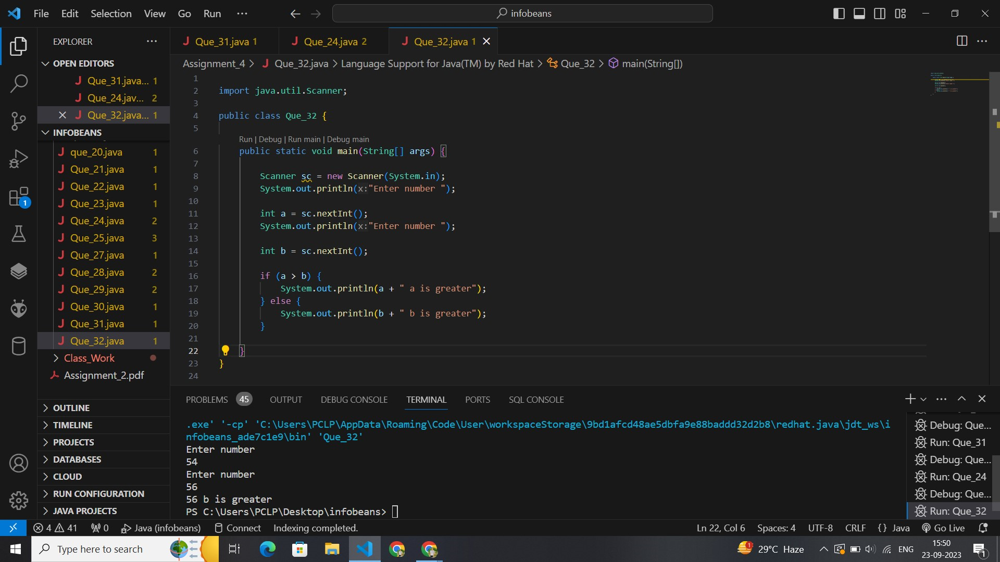 File Edit Selection View Go Run ... infobeans
EXPLORER ...
OPEN EDITORS
Que_31.java... 1
Que_24.jav... 2
Que_32.java... 1
INFOBEANS
que_20.java 1
Que_21.java 1
Que_22.java 1
Que_23.java 1
Que_24.java 2
Que_25.java 3
Que_27.java 1
Que_28.java 2
Que_29.java 2
Que_30.java 1
Que_31.java 1
Que_32.java 1
Class_Work
Assignment_2.pdf
OUTLINE
TIMELINE
PROJECTS
DATABASES
CLOUD
RUN CONFIGURATION
JAVA PROJECTS
1
Que_31.java 1 Que_24.java 2 Que_32.java 1
Assignment_4 > Que_32.java > Language Support for Java(TM) by Red Hat > Que_32 > main(String[])
1
2 import java.util.Scanner;
3
4 public class Que_32 {
5
Run | Debug | Run main | Debug main
6 public static void main(String[] args) {
7
8 Scanner sc = new Scanner(System.in);
9 System.out.println(x:"Enter number ");
10
11 int a = sc.nextInt();
12 System.out.println(x:"Enter number ");
13
14 int b = sc.nextInt();
15
16 if (a > b) {
17 System.out.println(a + " a is greater");
18 } else {
19 System.out.println(b + " b is greater");
20 }
21
22 }
23 }
24
PROBLEMS 45 OUTPUT DEBUG CONSOLE TERMINAL PORTS SQL CONSOLE
.exe' '-cp' 'C:\Users\PCLP\AppData\Roaming\Code\User\workspaceStorage\9bd1afcd48ae5dbfa9e88baddd32d2b8\redhat.java\jdt_ws\i
nfobeans_ade7c1e9\bin' 'Que_32'
Enter number
54
Enter number
56
56 b is greater
PS C:\Users\PCLP\Desktop\infobeans>
Debug: Que...
Run: Que_31
Debug: Que...
Run: Que_24
Debug: Que...
Run: Que_32
4 41 0 Java (infobeans) Connect Indexing completed. Ln 22, Col 6 Spaces: 4 UTF-8 CRLF {} Java Go Live
Type here to search 1 29°C Haze ENG 15:50
23-09-2023 1